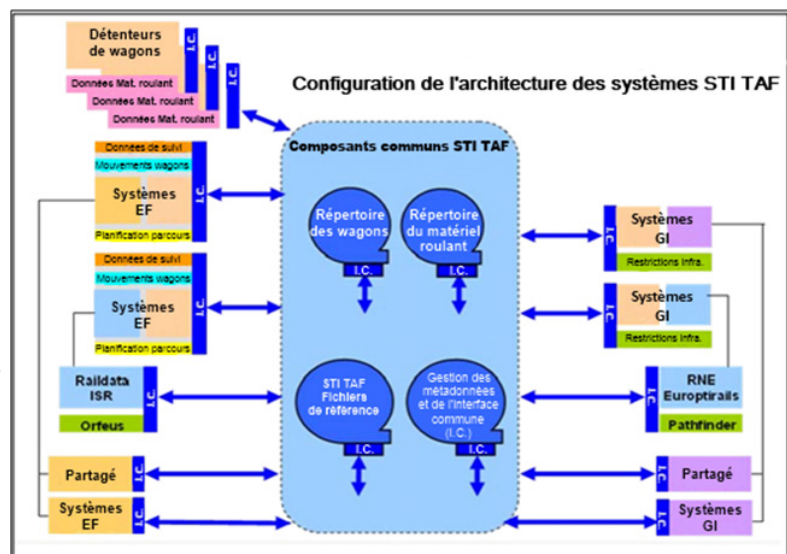 Configuration de l'architecture des systèmes STI TAF
Détenteurs
de wagons
I.C.
I.C.
I.C.
Données Mat. roulant
Données Mat. roulant
Données Mat. roulant
Composants communs STI TAF
Données de suivi
Mouvements wagons
Systèmes
EF
I.C.
Planification parcours
Données de suivi
Mouvements wagons
Systèmes
EF
I.C.
Planification parcours
Raildata
ISR
I.C.
Orfeus
Partagé
I.C.
Systèmes
EF
I.C.
Répertoire
des wagons
I.C.
Répertoire
du matériel
roulant
I.C.
STI TAF
Fichiers
de référence
I.C.
Gestion des
métadonnées
et de l'interface
commune
(I.C.)
I.C.
I.C.
Systèmes
GI
Restrictions infra.
I.C.
Systèmes
GI
Restrictions infra.
I.C.
RNE
Europtirails
Pathfinder
I.C.
Partagé
I.C.
Systèmes
GI